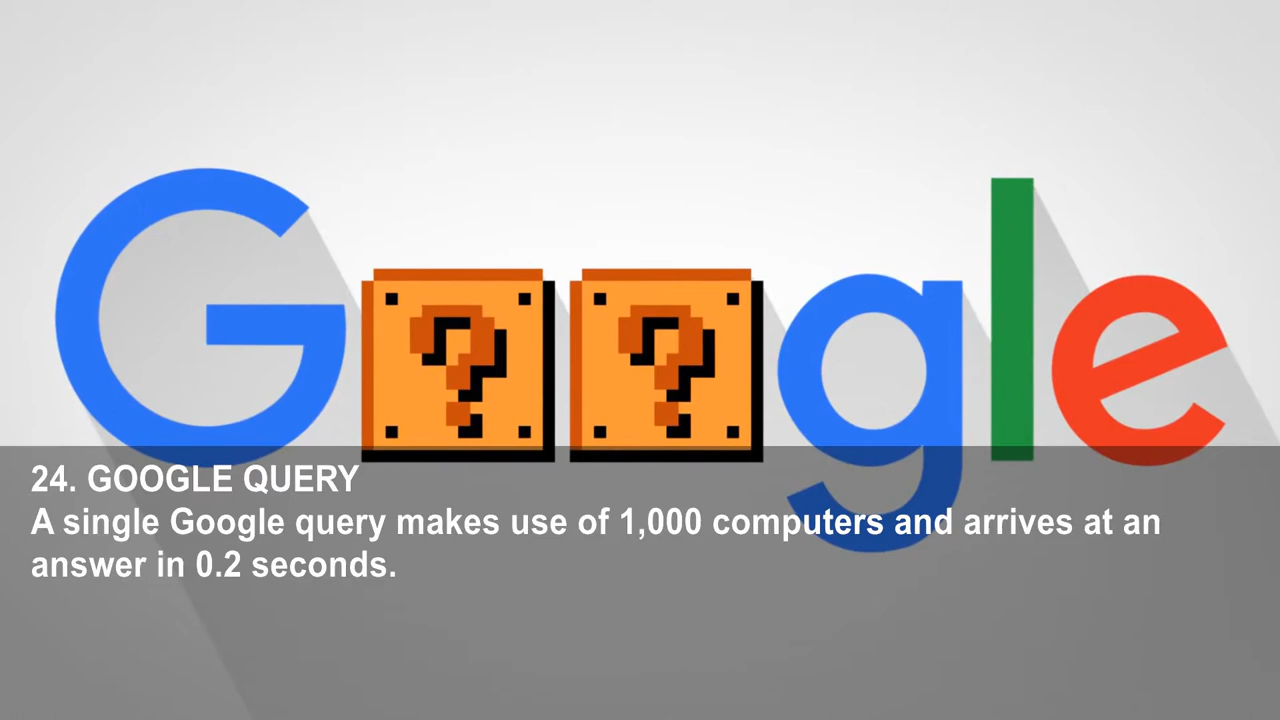 G??gle
24. GOOGLE QUERY
A single Google query makes use of 1,000 computers and arrives at an
answer in 0.2 seconds.